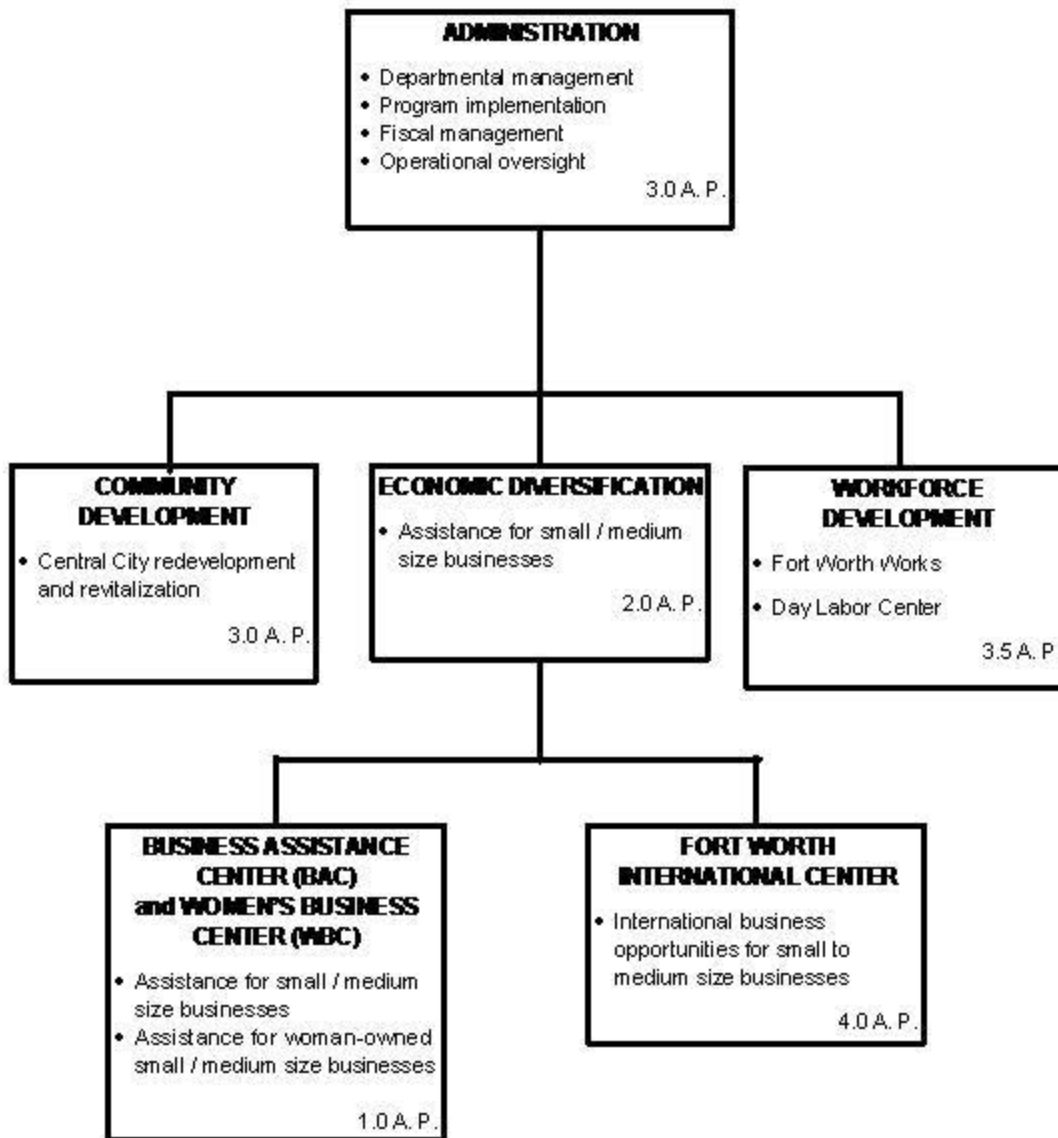 ADMINISTRATION
• Departmental management
• Program implementation
• Fiscal management
• Operational oversight
3.0 A. P.
COMMUNITY
DEVELOPMENT
• Central City redevelopment
and revitalization
3.0 A. P.
ECONOMIC DIVERSIFICATION
• Assistance for small / medium
size businesses
2.0 A. P.
WORKFORCE
DEVELOPMENT
• Fort Worth Works
• Day Labor Center
3.5 A. P
BUSINESS ASSISTANCE
CENTER (BAC)
and WOMEN'S BUSINESS
CENTER (WBC)
• Assistance for small / medium
size businesses
• Assistance for woman-owned
small / medium size businesses
1.0 A. P.
FORT WORTH
INTERNATIONAL CENTER
• International business
opportunities for small to
medium size businesses
4.0 A. P.